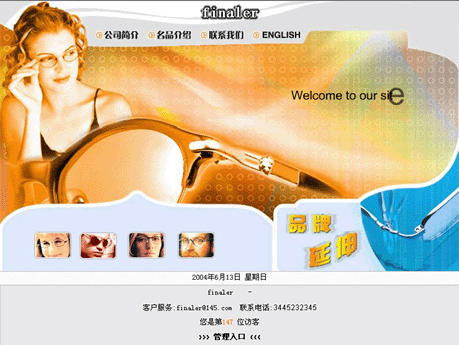 finaler
公司简介 名品介绍 联系我们 ENGLISH
Welcome to our site
品牌
延伸
2004年6月13日 星期日
finaler -
客户服务:finaler@145.com 联系电话:3445232345
您是第147 位访客
>>> 管理入口 <<<